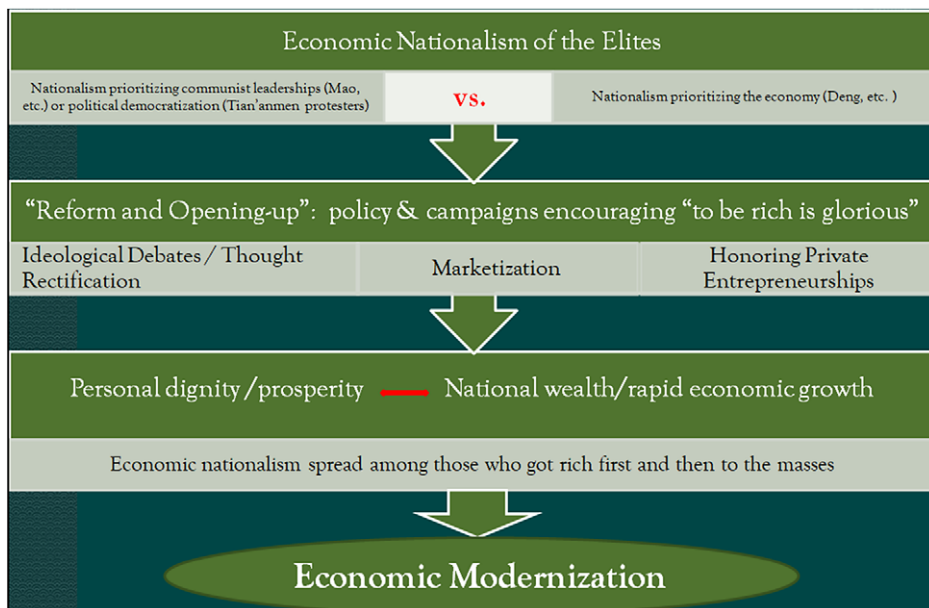 Economic Nationalism of the Elites
Nationalism prioritizing communist leaderships (Mao,
etc.) or political democratization (Tian'anmen protesters)
vs.
Nationalism prioritizing the economy (Deng, etc. )
“Reform and Opening-up”: policy & campaigns encouraging “to be rich is glorious”
Ideological Debates / Thought
Rectification
Marketization
Honoring Private
Entrepreneurships
Personal dignity /prosperity — National wealth/rapid economic growth
Economic nationalism spread among those who got rich first and then to the masses
Economic Modernization